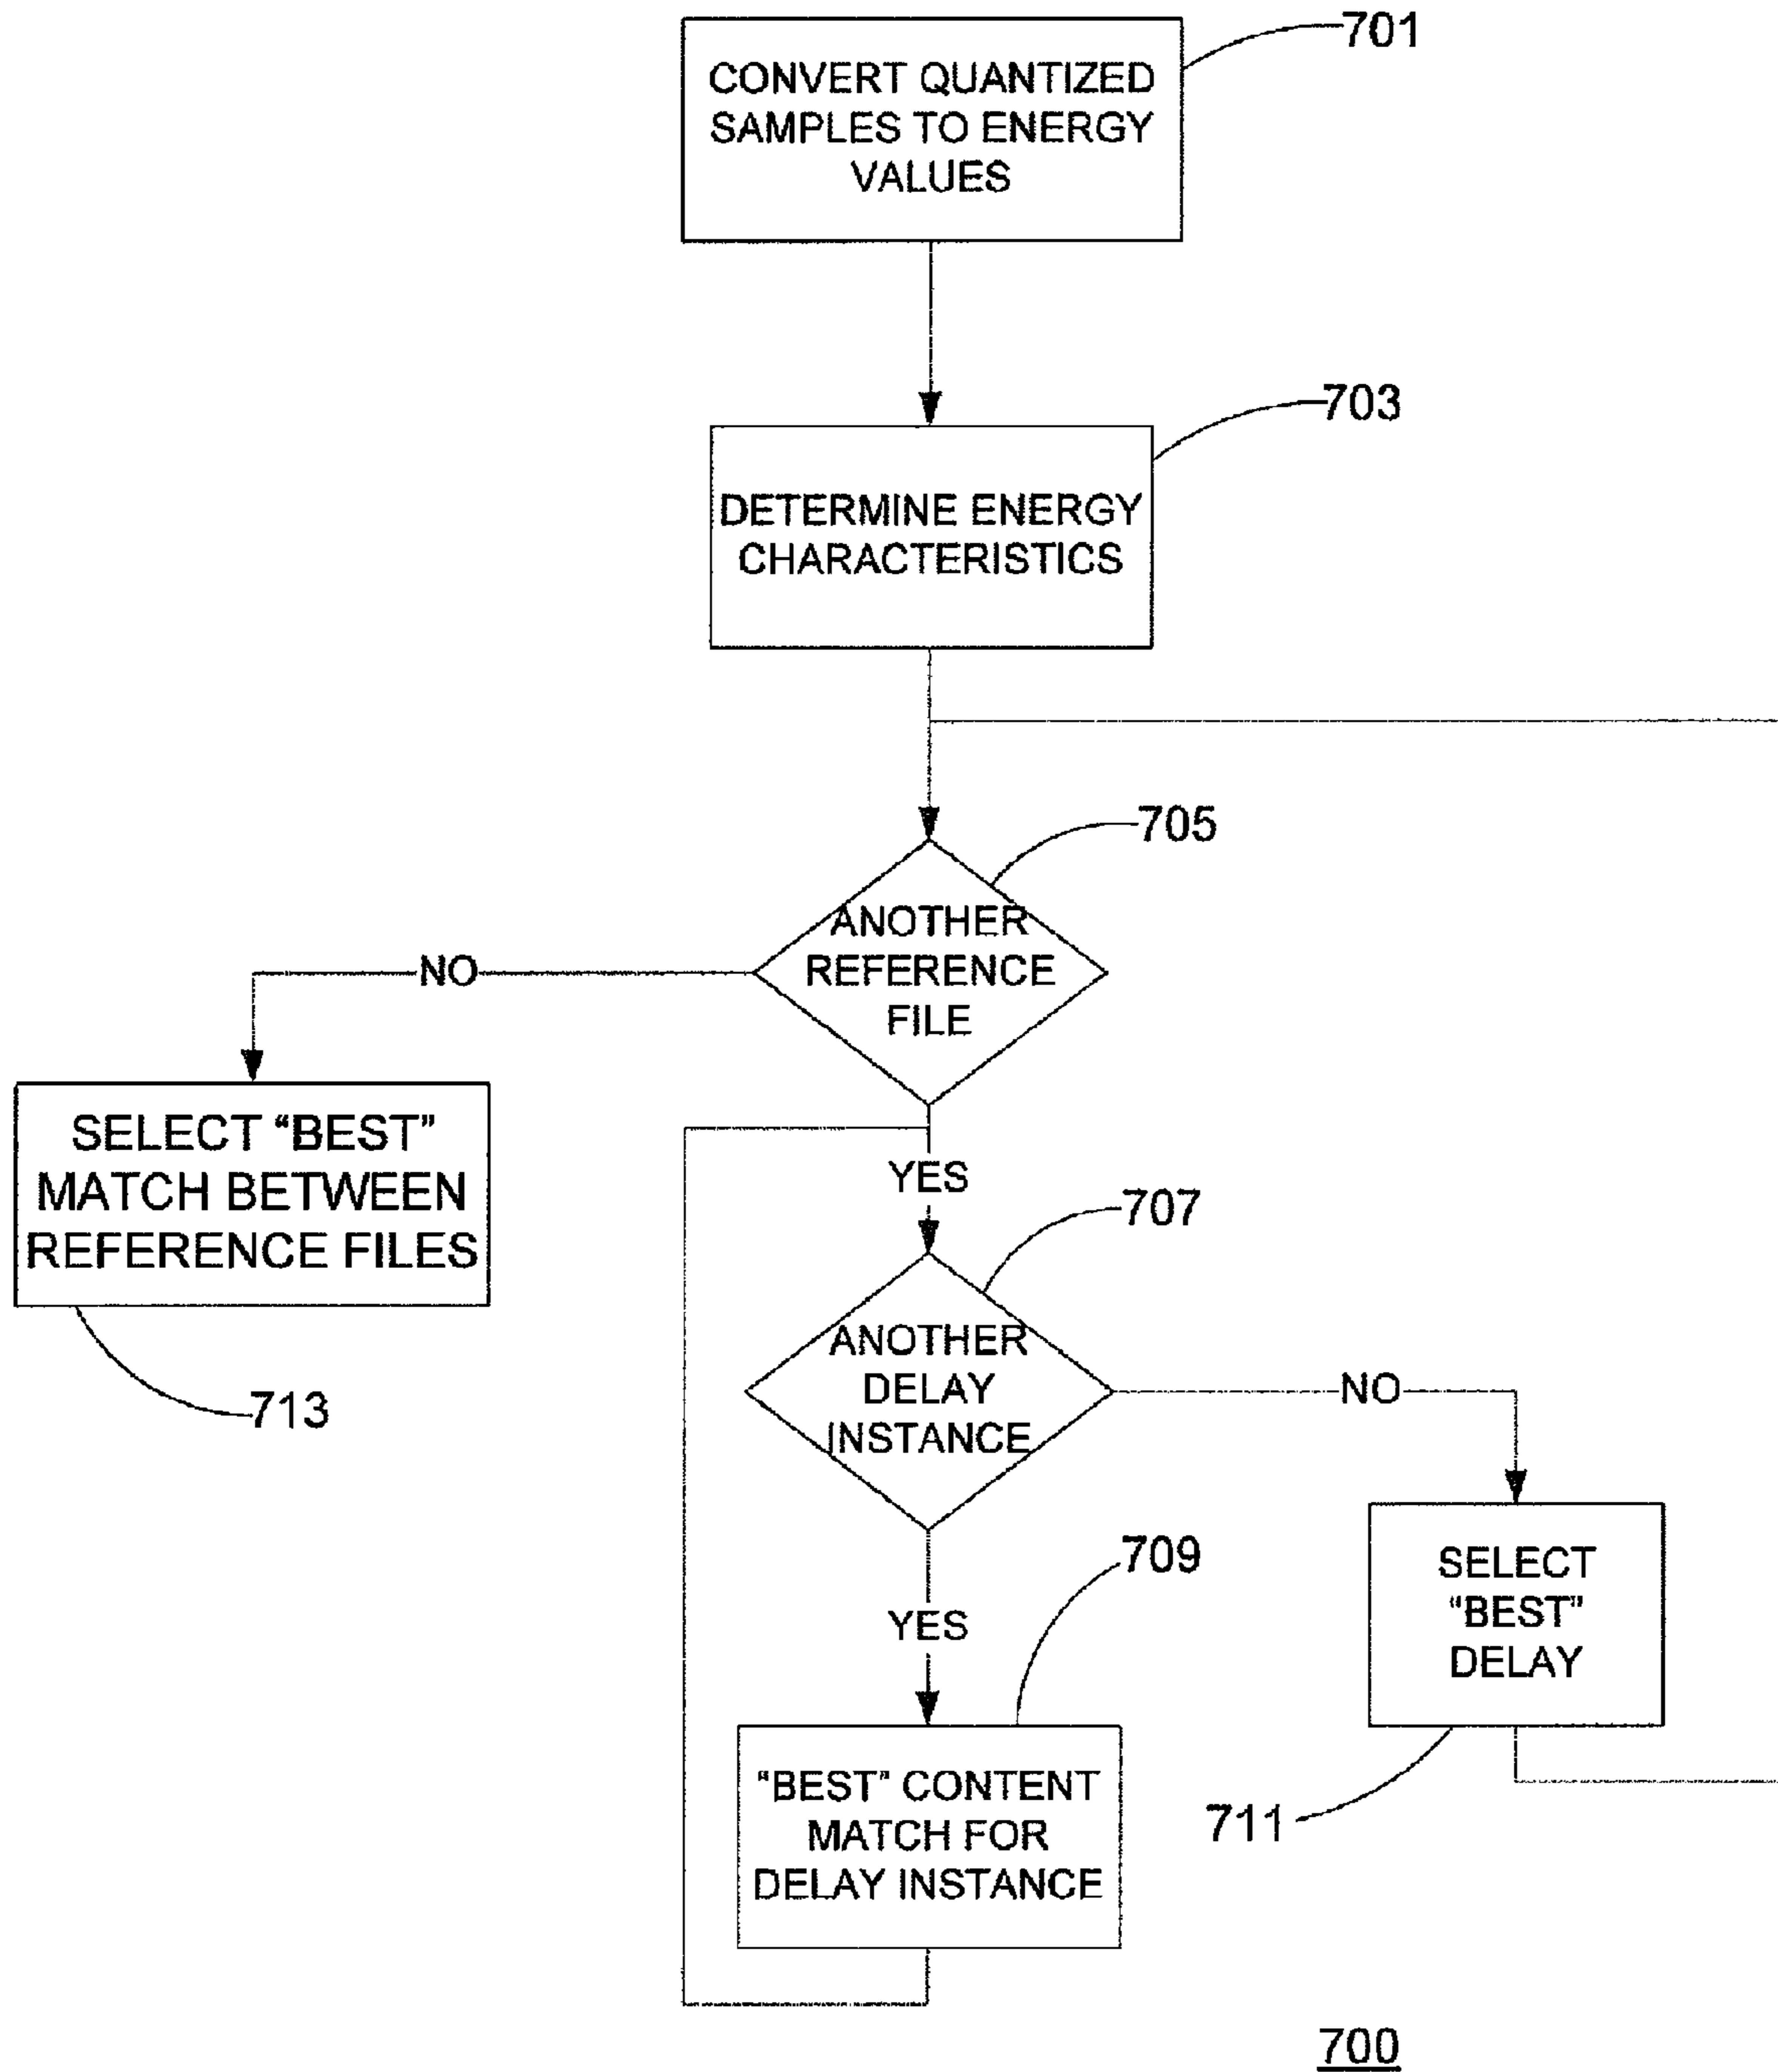 701
CONVERT QUANTIZED
SAMPLES TO ENERGY
VALUES
703
DETERMINE ENERGY
CHARACTERISTICS
705
ANOTHER
REFERENCE
FILE
NO
SELECT “BEST”
MATCH BETWEEN
REFERENCE FILES
713
YES
707
ANOTHER
DELAY
INSTANCE
NO
709
YES
SELECT
“BEST”
DELAY
711
“BEST” CONTENT
MATCH FOR
DELAY INSTANCE
700